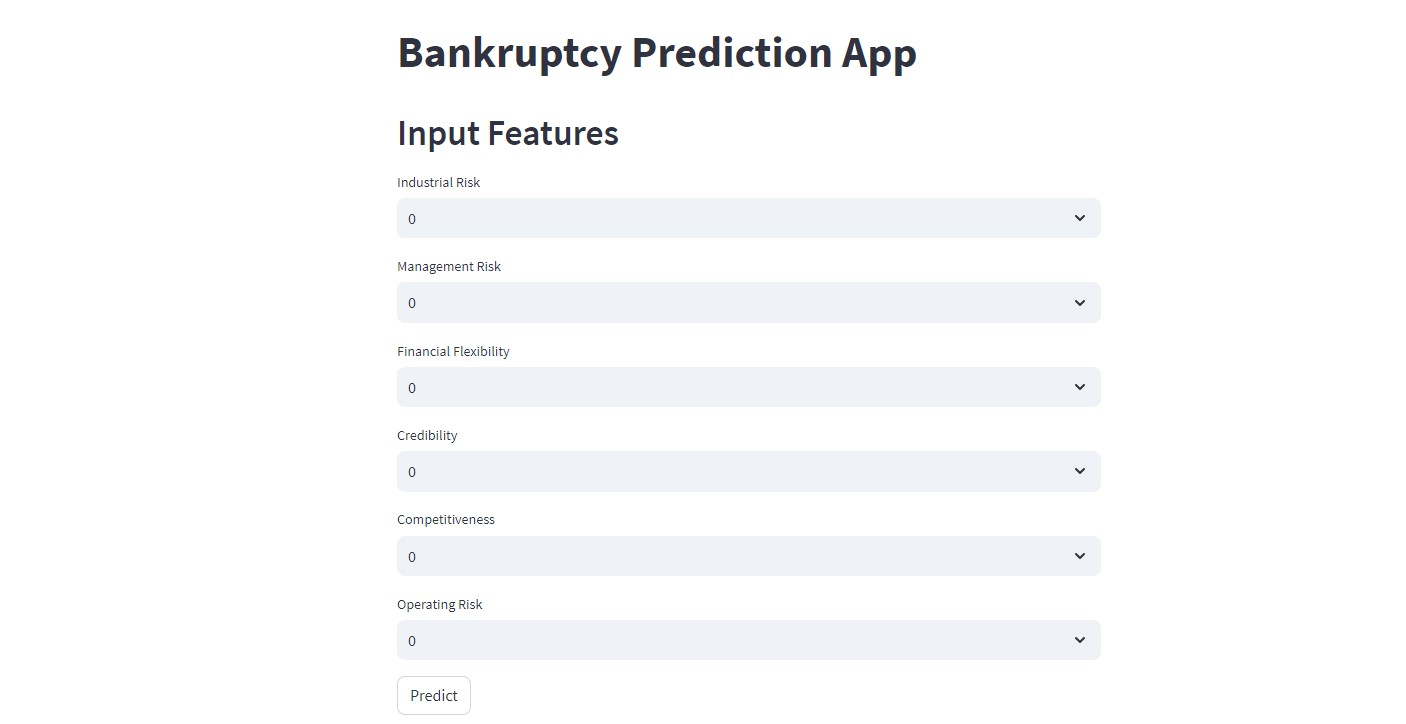 Bankruptcy Prediction App
Input Features
Industrial Risk
0
Management Risk
0
Financial Flexibility
0
Credibility
0
Competitiveness
0
Operating Risk
0
Predict